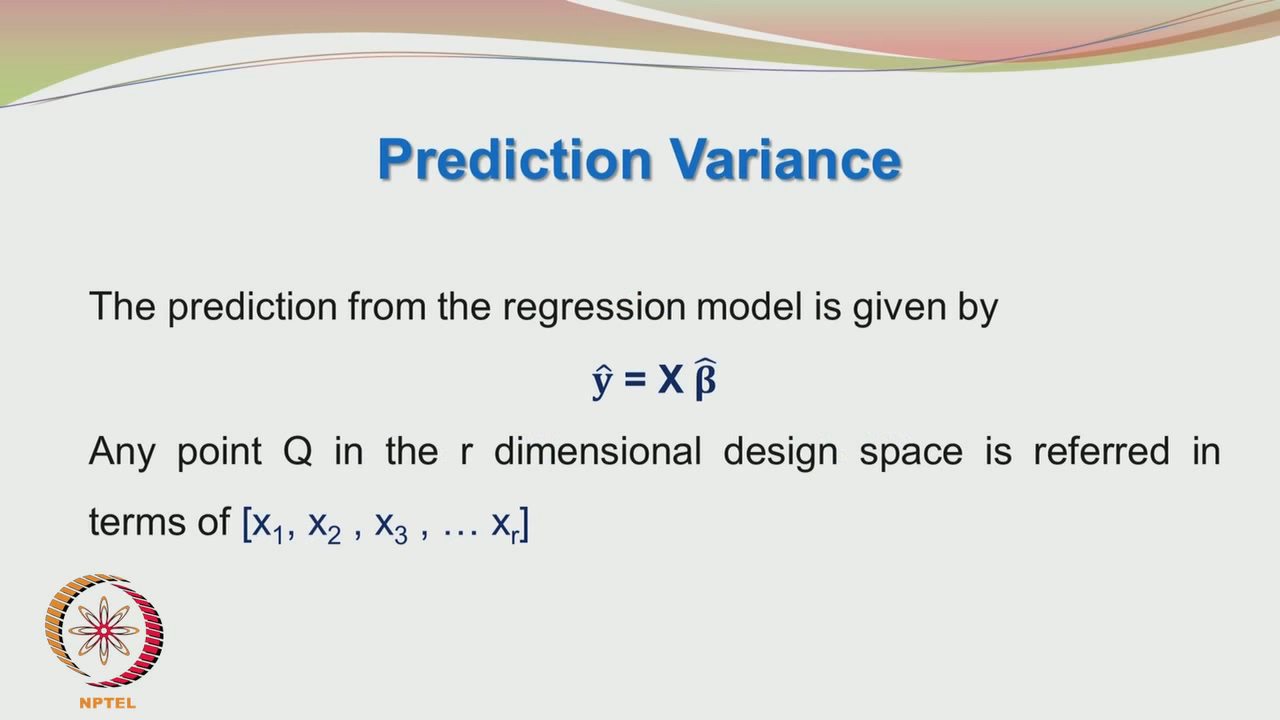 Prediction Variance
The prediction from the regression model is given by
ŷ = X β̂
Any point Q in the r dimensional design space is referred in
terms of [x₁, x₂ , x₃ , … xᵣ]
NPTEL